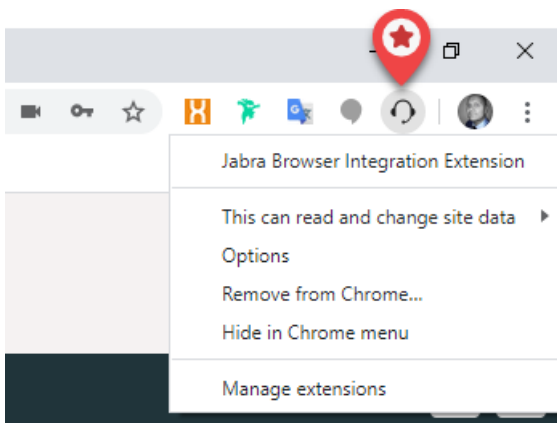 Jabra Browser Integration Extension
This can read and change site data
Options
Remove from Chrome...
Hide in Chrome menu
Manage extensions